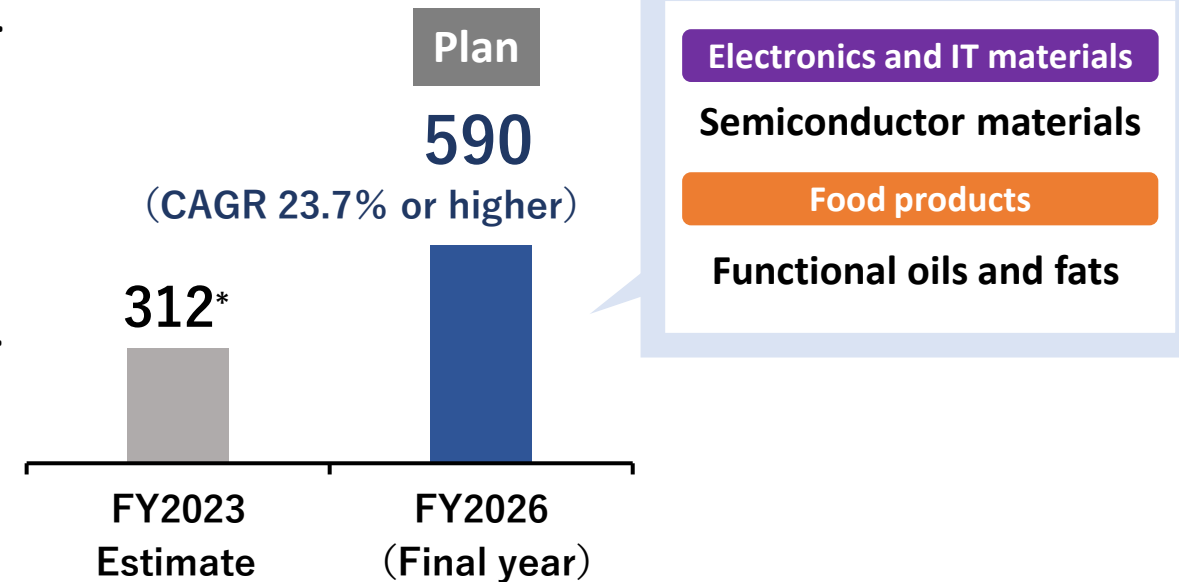 Plan
590
（CAGR 23.7% or higher）
312*
FY2023
Estimate
FY2026
（Final year）
Electronics and IT materials
Semiconductor materials
Food products
Functional oils and fats